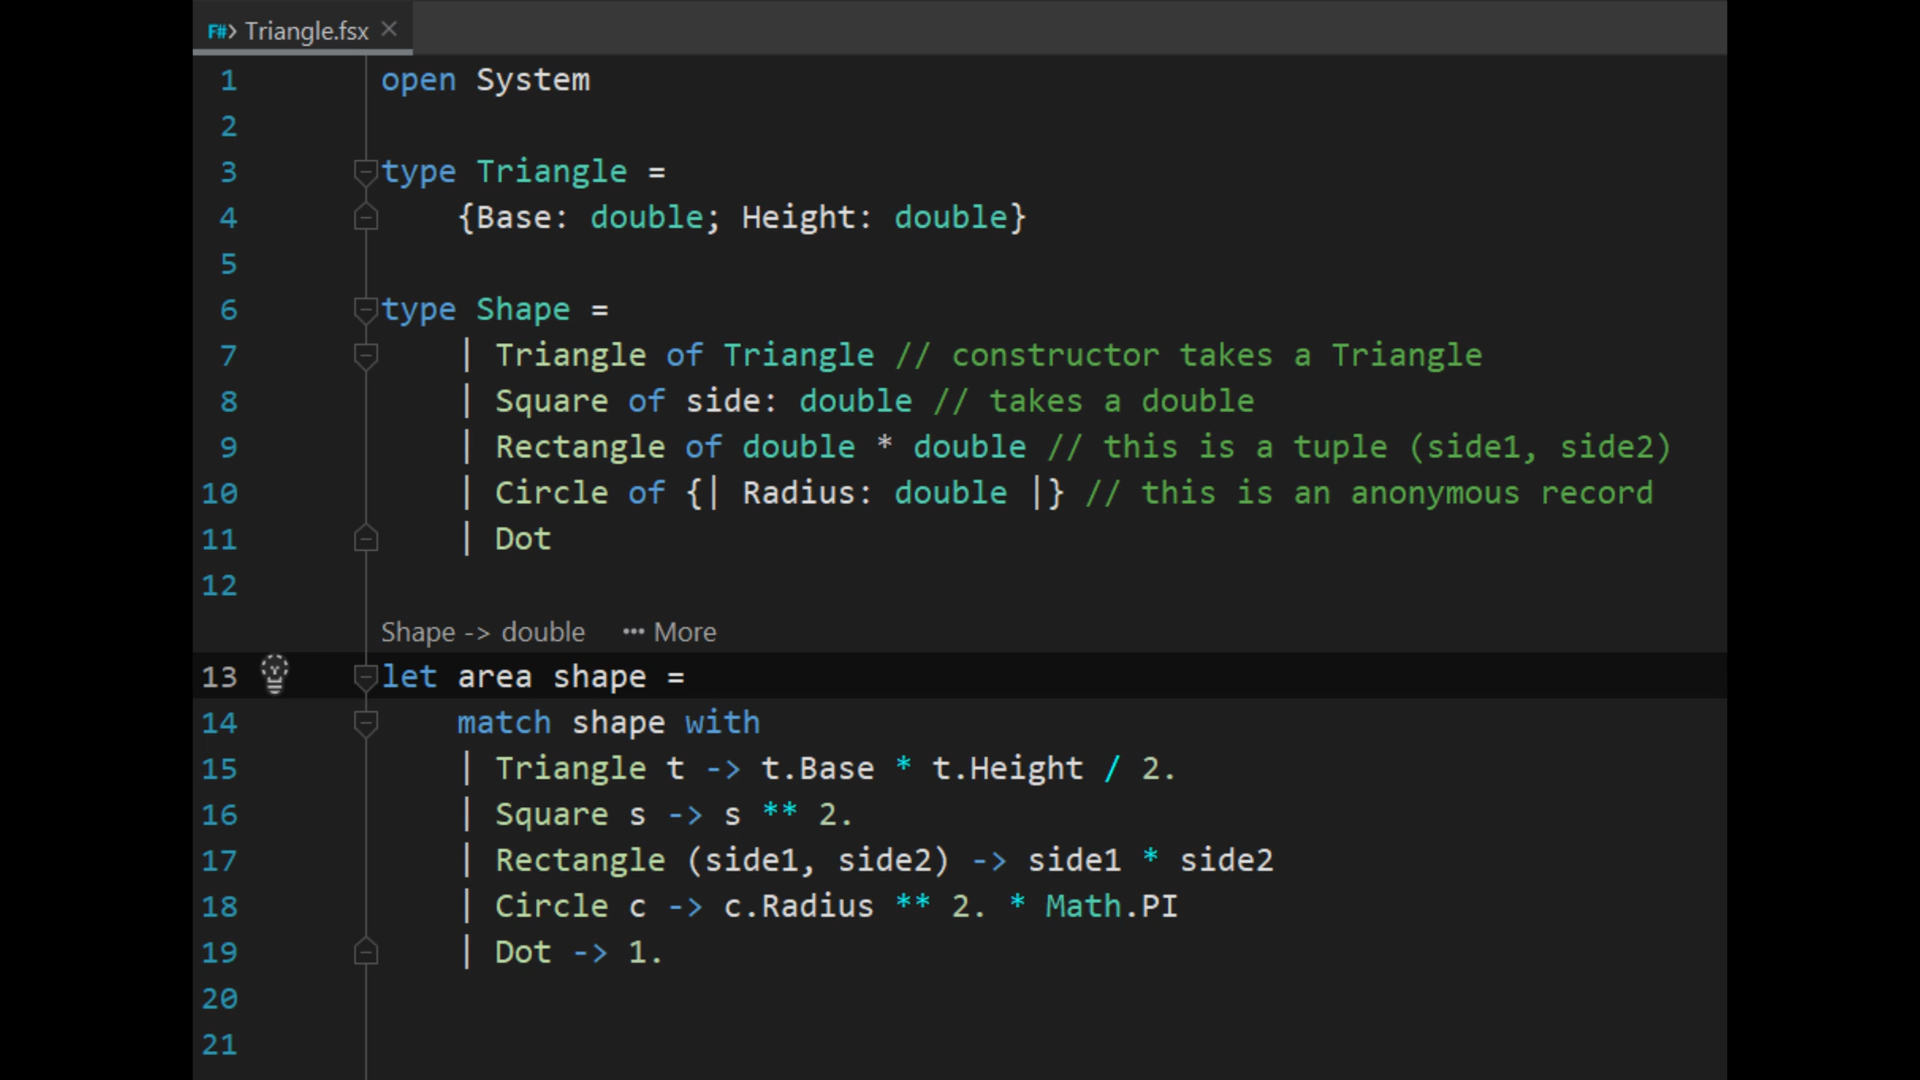 F# Triangle.fsx
1 open System
2
3 type Triangle =
4     {Base: double; Height: double}
5
6 type Shape =
7     | Triangle of Triangle // constructor takes a Triangle
8     | Square of side: double // takes a double
9     | Rectangle of double * double // this is a tuple (side1, side2)
10     | Circle of {| Radius: double |} // this is an anonymous record
11     | Dot
12
Shape -> double ··· More
13 let area shape =
14     match shape with
15     | Triangle t -> t.Base * t.Height / 2.
16     | Square s -> s ** 2.
17     | Rectangle (side1, side2) -> side1 * side2
18     | Circle c -> c.Radius ** 2. * Math.PI
19     | Dot -> 1.
20
21